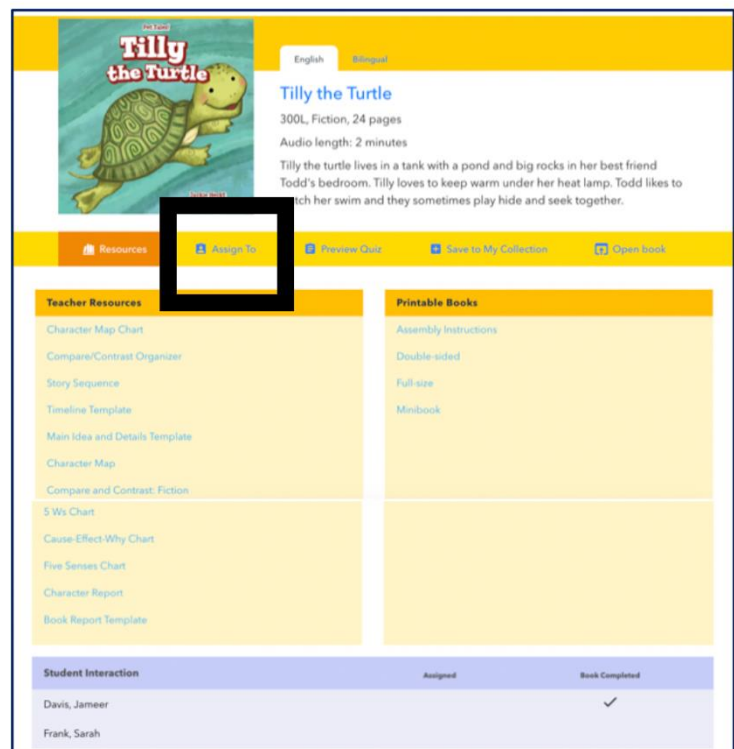 Pet Tales!
Tilly
the Turtle
English Bilingual
Tilly the Turtle
300L, Fiction, 24 pages
Audio length: 2 minutes
Tilly the turtle lives in a tank with a pond and big rocks in her best friend
Todd's bedroom. Tilly loves to keep warm under her heat lamp. Todd likes to
tch her swim and they sometimes play hide and seek together.
Resources Assign To Preview Quiz Save to My Collection Open book
Teacher Resources
Character Map Chart
Compare/Contrast Organizer
Story Sequence
Timeline Template
Main Idea and Details Template
Character Map
Compare and Contrast: Fiction
5 Ws Chart
Cause-Effect-Why Chart
Five Senses Chart
Character Report
Book Report Template
Printable Books
Assembly Instructions
Double-sided
Full-size
Minibook
Student Interaction Assigned Book Completed
Davis, Jameer
Frank, Sarah